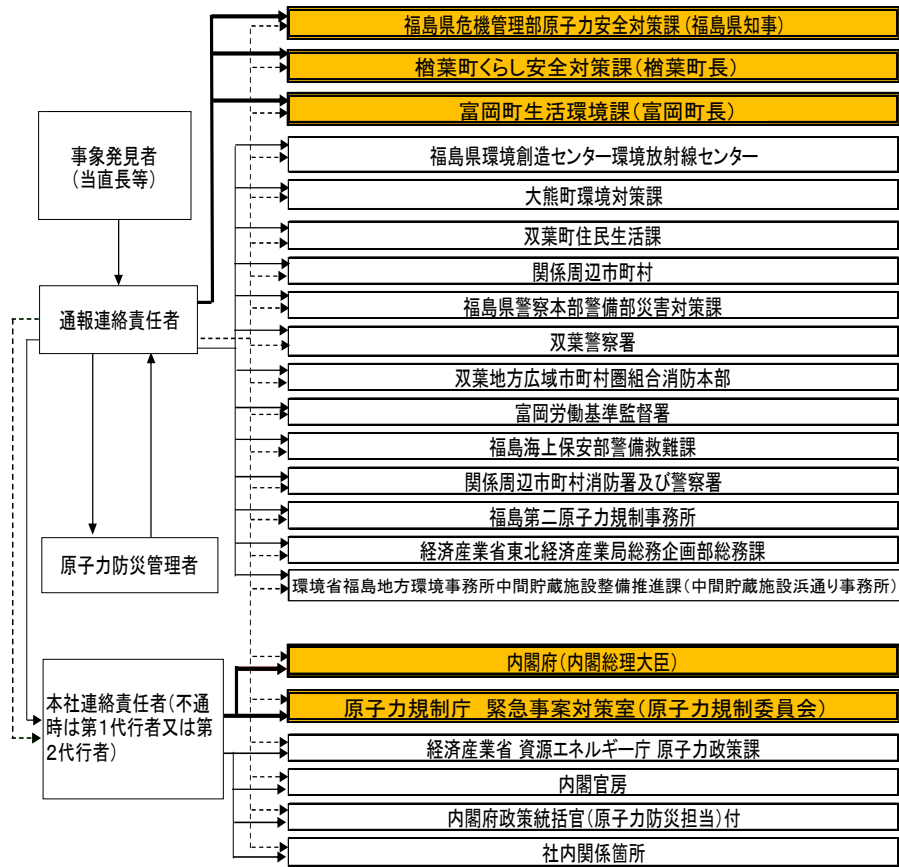 福島県危機管理部原子力安全対策課(福島県知事)
楢葉町くらし安全対策課(楢葉町長)
富岡町生活環境課(富岡町長)
事象発見者
(当直長等)
福島県環境創造センター環境放射線センター
大熊町環境対策課
双葉町住民生活課
関係周辺市町村
通報連絡責任者
福島県警察本部警備部災害対策課
双葉警察署
双葉地方広域市町村圏組合消防本部
富岡労働基準監督署
福島海上保安部警備救難課
関係周辺市町村消防署及び警察署
福島第二原子力規制事務所
原子力防災管理者
経済産業省東北経済産業局総務企画部総務課
環境省福島地方環境事務所中間貯蔵施設整備推進課(中間貯蔵施設浜通り事務所)
内閣府(内閣総理大臣)
本社連絡責任者(不通
時は第1代行者又は第
2代行者)
原子力規制庁 緊急事案対策室(原子力規制委員会)
経済産業省 資源エネルギー庁 原子力政策課
内閣官房
内閣府政策統括官(原子力防災担当)付
社内関係箇所